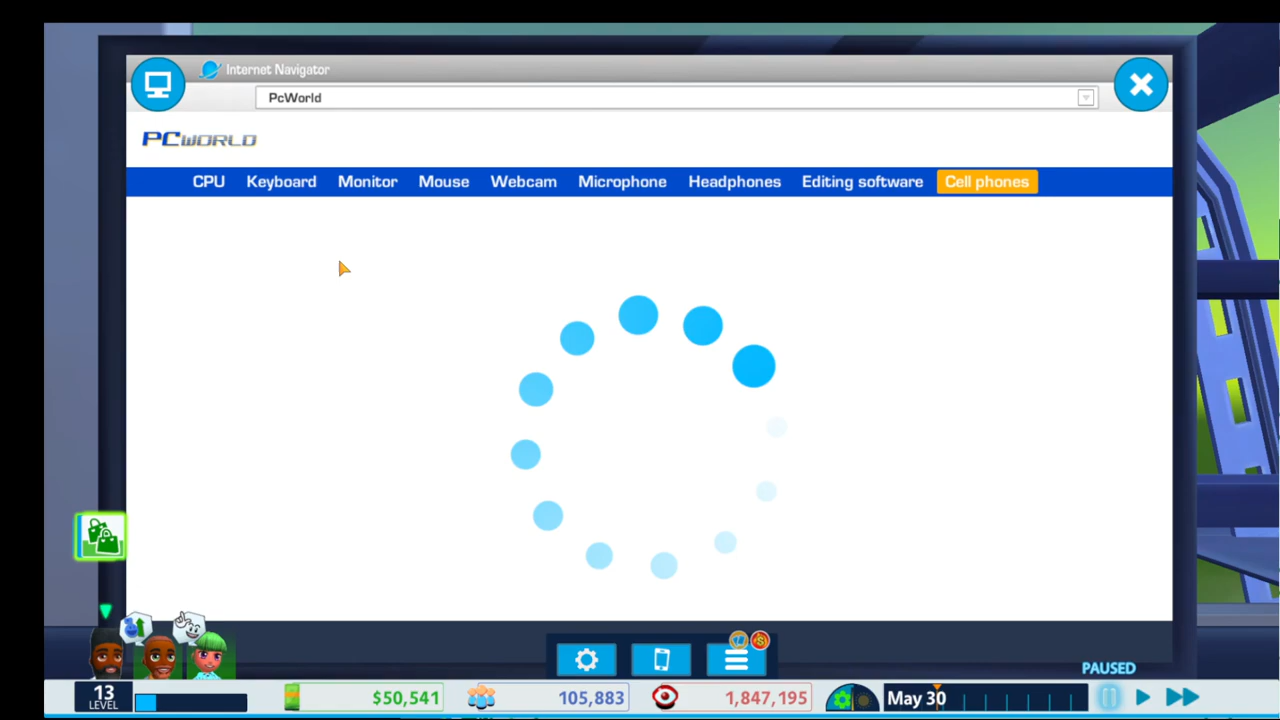 Internet Navigator
PcWorld
PCWORLD
CPU Keyboard Monitor Mouse Webcam Microphone Headphones Editing software Cell phones
PAUSED
13 LEVEL $50,541 105,883 1,847,195 May 30